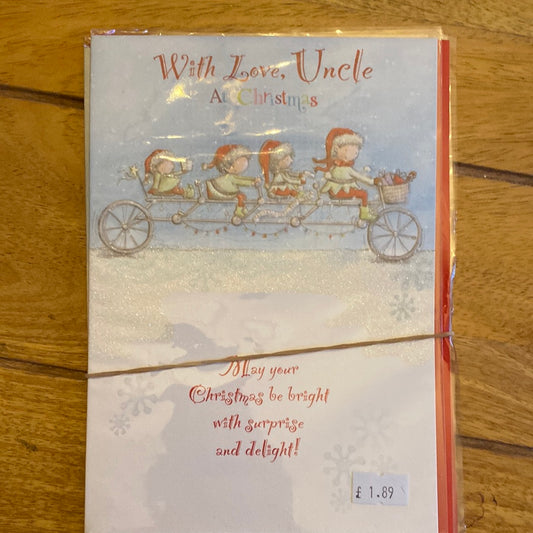 With Love, Uncle
At Christmas
May your
Christmas be bright
with surprise
and delight!
£ 1.89